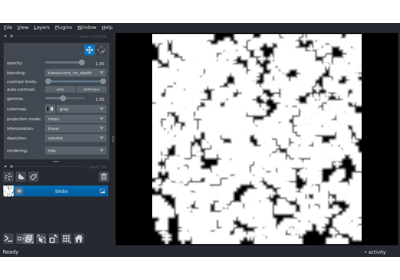 File View Layers Plugins Window Help
opacity: 1.00
blending: translucent_no_depth
contrast limits:
auto-contrast: once continuous
gamma: 1.00
colormap: gray
projection mode: mean
interpolation: linear
depiction: volume
rendering: mip
blobs
Ready activity